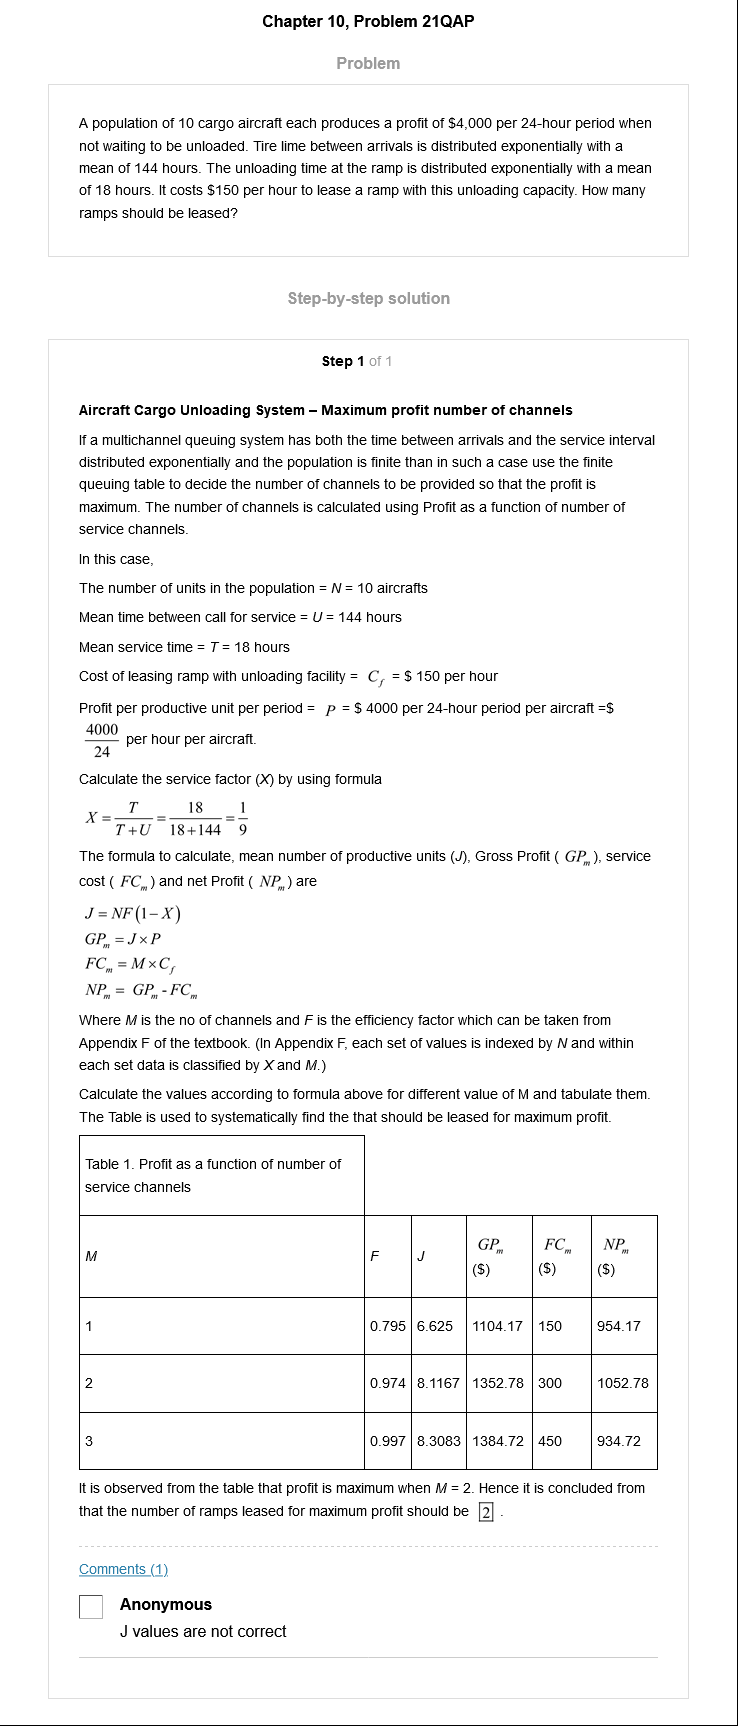 Chapter 10, Problem 21QAP
Problem
A population of 10 cargo aircraft each produces a profit of $4,000 per 24-hour period when
not waiting to be unloaded. Tire lime between arrivals is distributed exponentially with a
mean of 144 hours. The unloading time at the ramp is distributed exponentially with a mean
of 18 hours. It costs $150 per hour to lease a ramp with this unloading capacity. How many
ramps should be leased?
Step-by-step solution
Step 1 of 1
Aircraft Cargo Unloading System – Maximum profit number of channels
If a multichannel queuing system has both the time between arrivals and the service interval
distributed exponentially and the population is finite than in such a case use the finite
queuing table to decide the number of channels to be provided so that the profit is
maximum. The number of channels is calculated using Profit as a function of number of
service channels.
In this case,
The number of units in the population = N = 10 aircrafts
Mean time between call for service = U = 144 hours
Mean service time = T = 18 hours
Cost of leasing ramp with unloading facility = C_f = $ 150 per hour
Profit per productive unit per period = P = $ 4000 per 24-hour period per aircraft =$
4000/24 per hour per aircraft.
Calculate the service factor (X) by using formula
X = T/(T+U) = 18/(18+144) = 1/9
The formula to calculate, mean number of productive units (J), Gross Profit ( GP_m ), service
cost ( FC_m ) and net Profit ( NP_m ) are
J = NF(1−X)
GP_m = J×P
FC_m = M×C_f
NP_m = GP_m - FC_m
Where M is the no of channels and F is the efficiency factor which can be taken from
Appendix F of the textbook. (In Appendix F, each set of values is indexed by N and within
each set data is classified by X and M.)
Calculate the values according to formula above for different value of M and tabulate them.
The Table is used to systematically find the that should be leased for maximum profit.
Table 1. Profit as a function of number of
service channels
M F J GP_m ($) FC_m ($) NP_m ($)
1 0.795 6.625 1104.17 150 954.17
2 0.974 8.1167 1352.78 300 1052.78
3 0.997 8.3083 1384.72 450 934.72
It is observed from the table that profit is maximum when M = 2. Hence it is concluded from
that the number of ramps leased for maximum profit should be 2 .
Comments (1)
Anonymous
J values are not correct